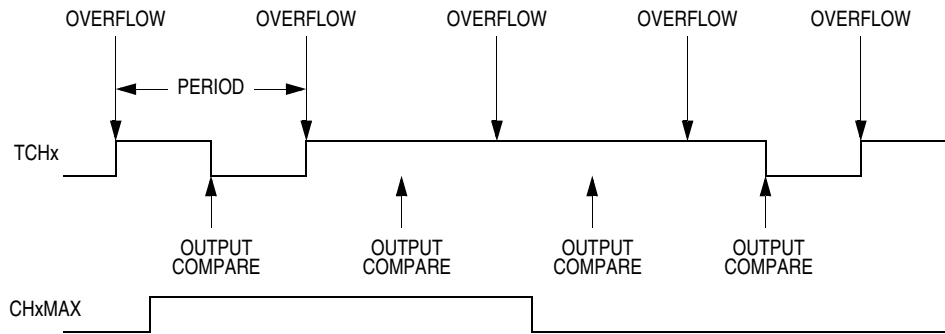 OVERFLOW OVERFLOW OVERFLOW OVERFLOW OVERFLOW
PERIOD
TCHx
OUTPUT COMPARE
OUTPUT COMPARE
OUTPUT COMPARE
OUTPUT COMPARE
CHxMAX